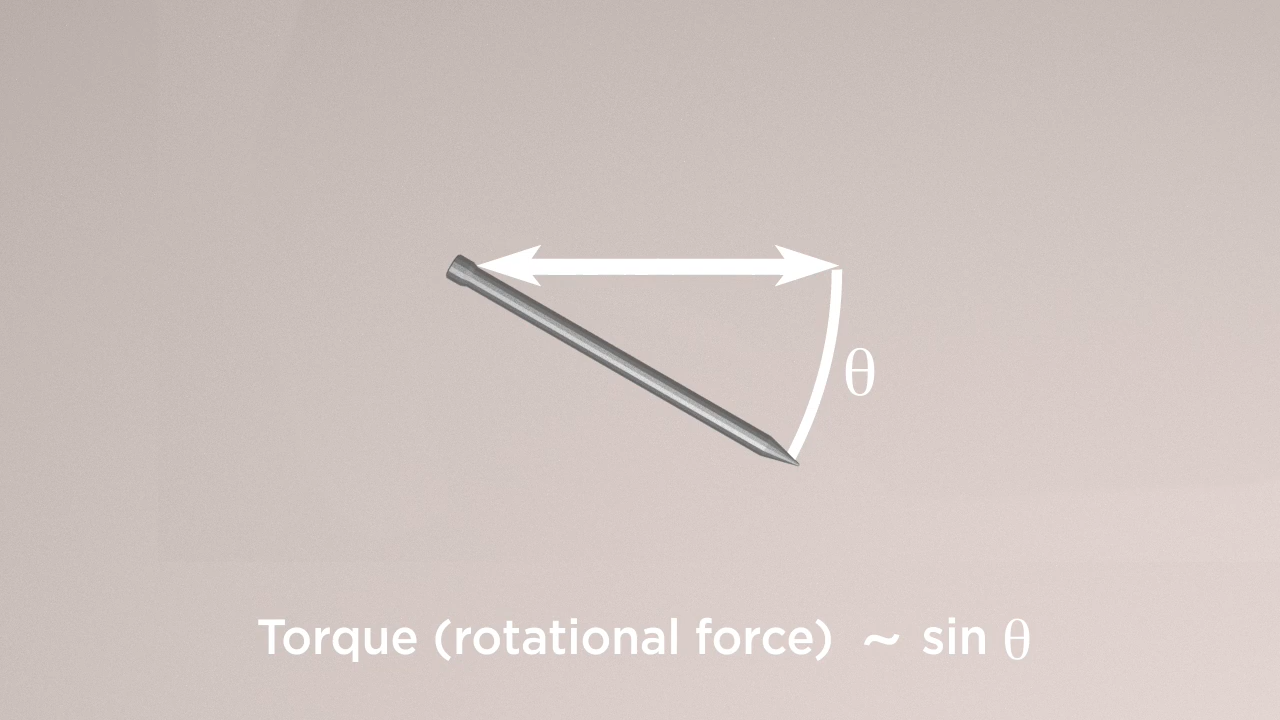 θ
Torque (rotational force) ~ sin θ